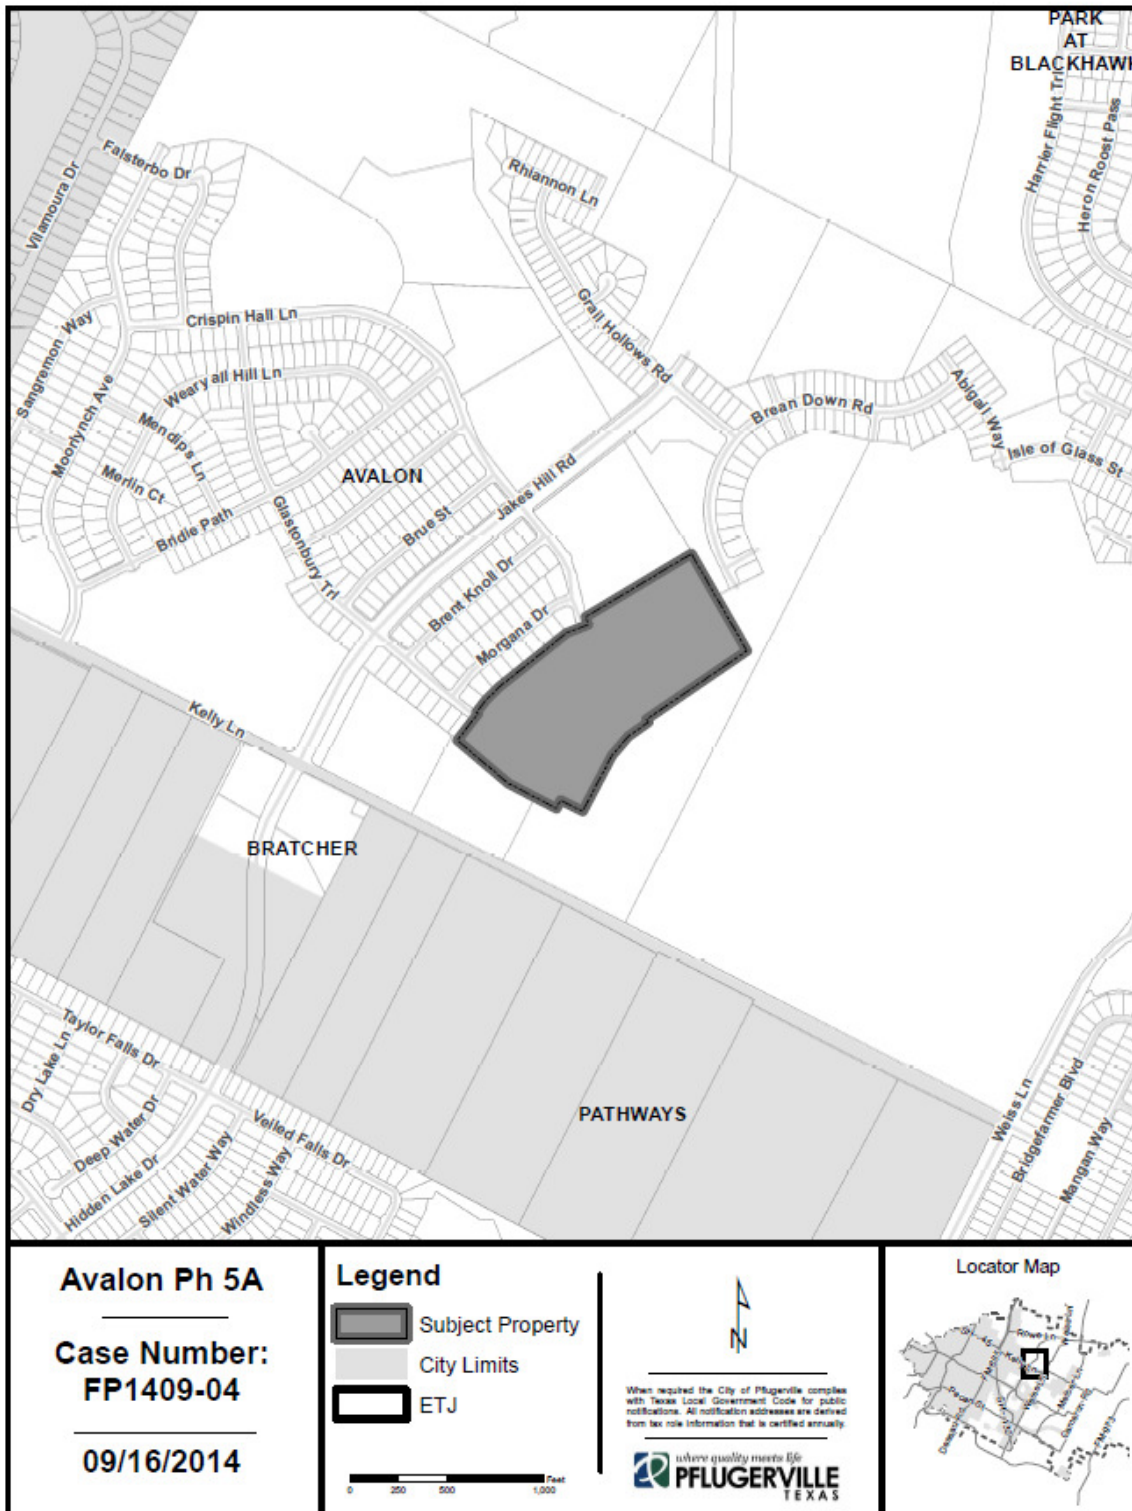 PARK
AT
BLACKHAWK
Harrier Flight Trl
Heron Roost Pass
Falsterbo Dr
Vilamoura Dr
Rhiannon Ln
Grail Hollows Rd
Crispin Hall Ln
Sangremon Way
Weary all Hill Ln
Moorlynch Ave
Mendips Ln
Merlin Ct
AVALON
Bridle Path
Glastonbury Trl
Brue St
Jakes Hill Rd
Brean Down Rd
Abigail Way
Isle of Glass St
Brent Knoll Dr
Morgana Dr
Kelly Ln
BRATCHER
PATHWAYS
Taylor Falls Dr
Dry Lake Ln
Deep Water Dr
Hidden Lake Dr
Silent Water Way
Windless Way
Veiled Falls Dr
Weiss Ln
Bridgefarmer Blvd
Mangan Way
Avalon Ph 5A
Case Number:
FP1409-04
09/16/2014
Legend
Subject Property
City Limits
ETJ
Feet
0 250 500 1,000
N
When required the City of Pflugerville complies
with Texas Local Government Code for public
notifications. All notification addresses are derived
from tax role information that is certified annually.
where quality meets life
PFLUGERVILLE
TEXAS
Locator Map
Rowe Ln
Pecan St